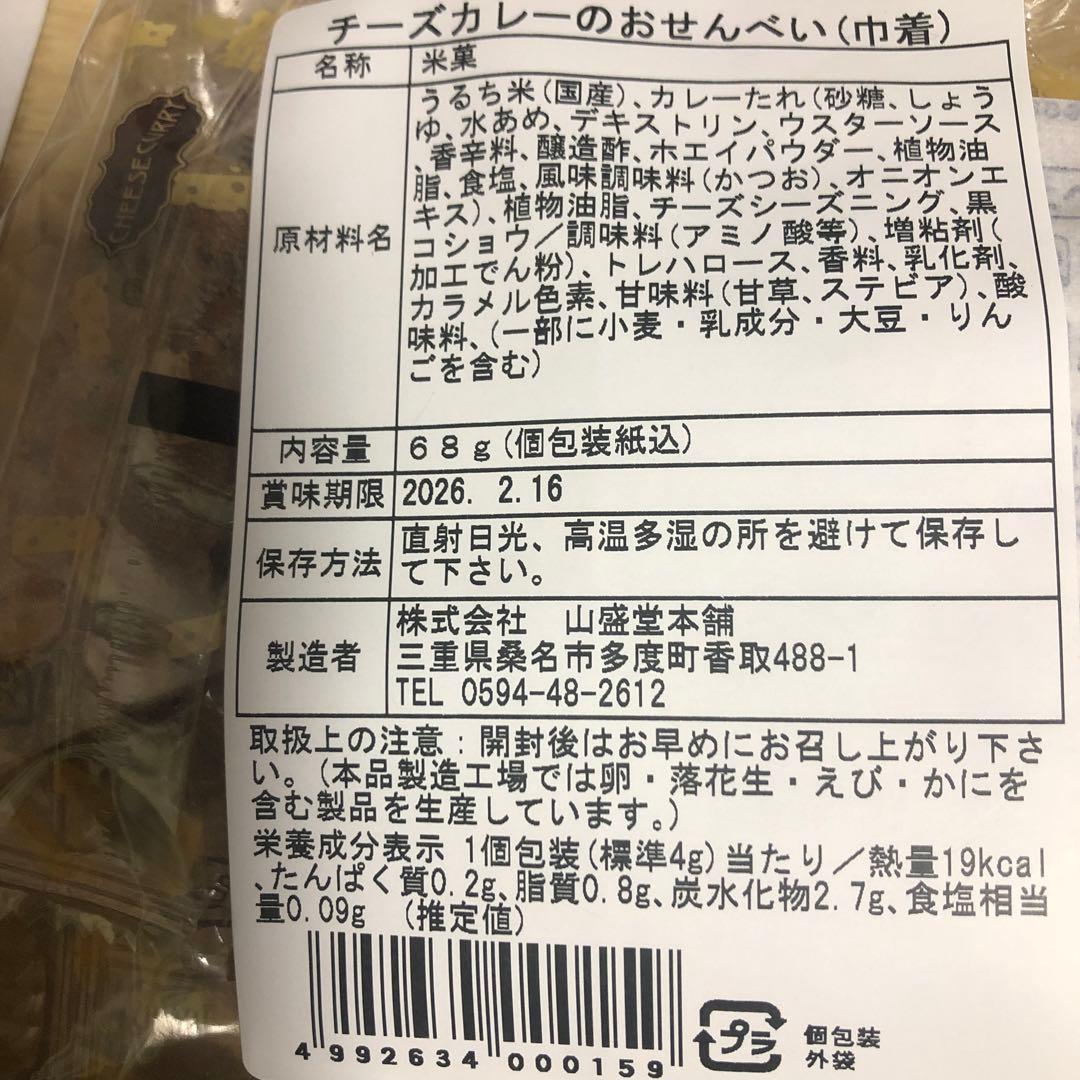 CHEESECURRY
チーズカレーのおせんべい(巾着)
名称 米菓
原材料名
うるち米(国産)、カレーたれ(砂糖、しょう
ゆ、水あめ、デキストリン、ウスターソース
、香辛料、醸造酢、ホエイパウダー、植物油
脂、食塩、風味調味料(かつお)、オニオンエ
キス)、植物油脂、チーズシーズニング、黒
コショウ/調味料(アミノ酸等)、増粘剤(
加工でん粉)、トレハロース、香料、乳化剤、
カラメル色素、甘味料(甘草、ステビア)、酸
味料、(一部に小麦・乳成分・大豆・りん
ごを含む)
内容量 68g(個包装紙込)
賞味期限 2026. 2.16
保存方法
直射日光、高温多湿の所を避けて保存し
て下さい。
製造者
株式会社 山盛堂本舗
三重県桑名市多度町香取488-1
TEL 0594-48-2612
取扱上の注意:開封後はお早めにお召し上がり下さ
い。(本品製造工場では卵・落花生・えび・かにを
含む製品を生産しています。)
栄養成分表示 1個包装(標準4g)当たり/熱量19kcal
、たんぱく質0.2g、脂質0.8g、炭水化物2.7g、食塩相当
量0.09g (推定値)
4 992634 000159
プラ
個包装
外袋